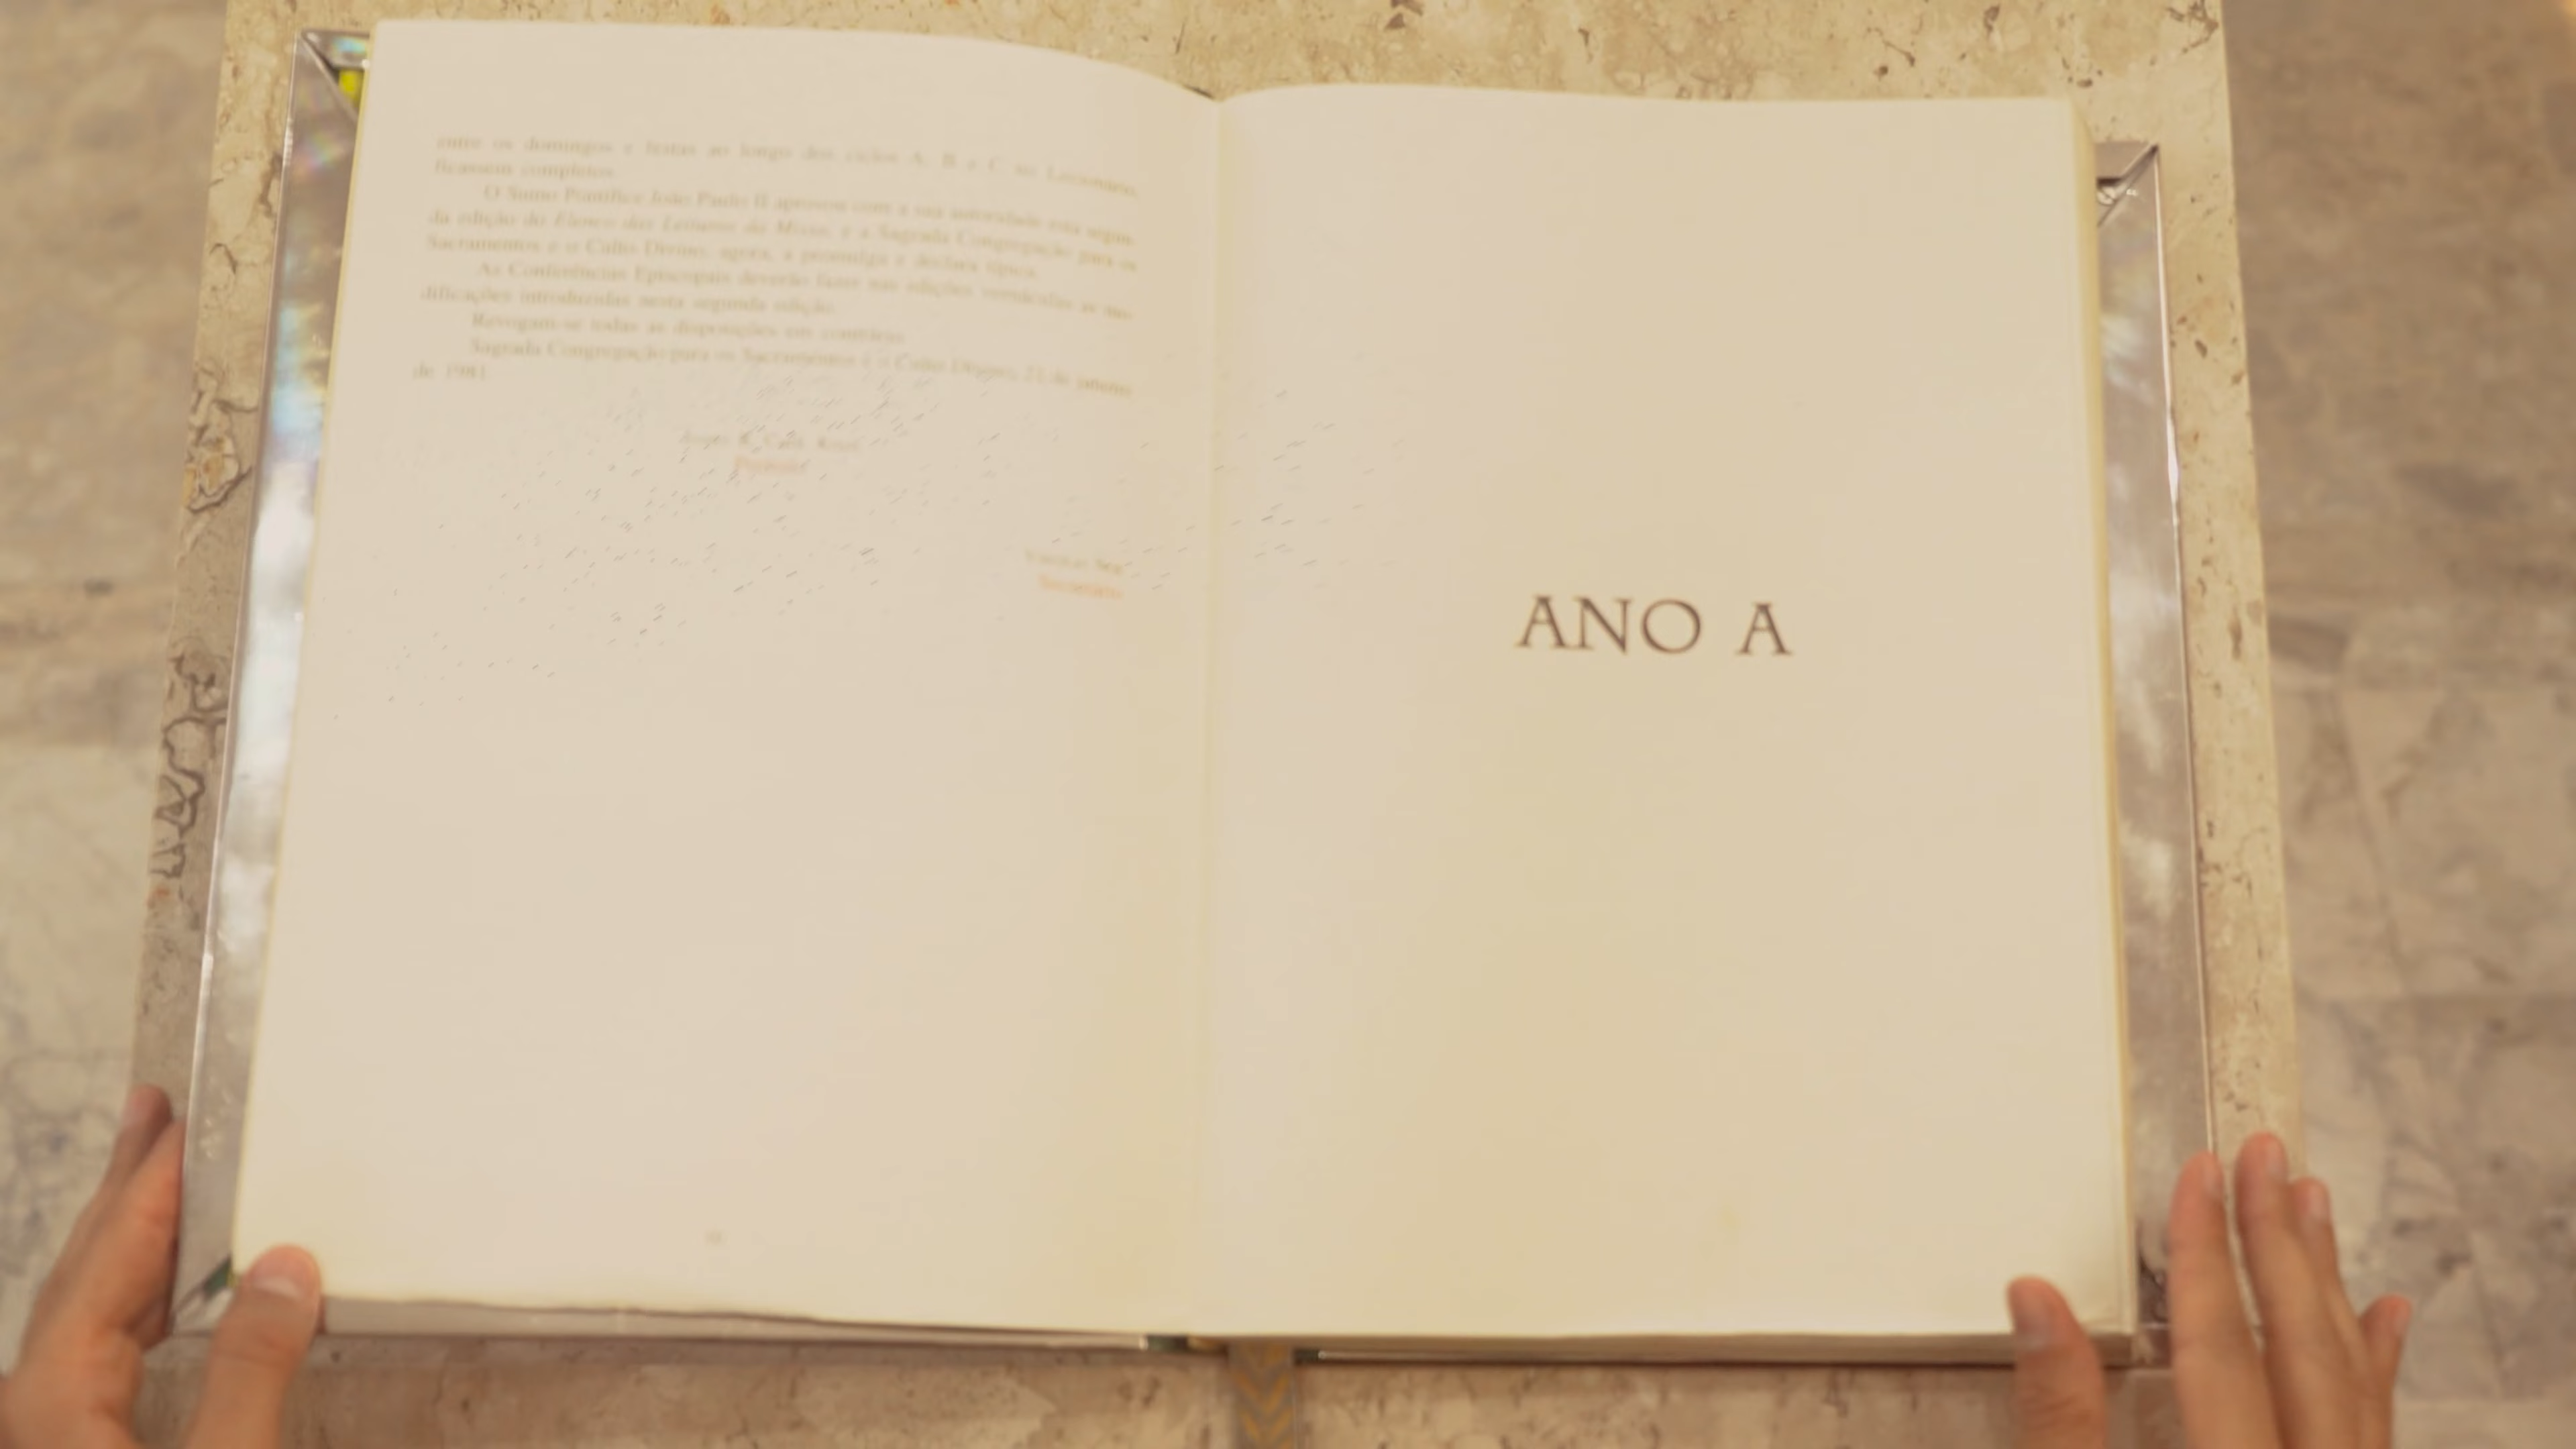 entre os domingos e festas ao longo dos ciclos A, B e C no Lecionário,
ficassem completos.
O Sumo Pontífice João Paulo II aprovou com a sua autoridade esta segun-
da edição do Elenco das Leituras da Missa, e a Sagrada Congregação para os
Sacramentos e o Culto Divino, agora, a promulga e declara típica.
As Conferências Episcopais deverão fazer nas edições vernáculas as mo-
dificações introduzidas nesta segunda edição.
Revogam-se todas as disposições em contrário.
Sagrada Congregação para os Sacramentos e o Culto Divino, 21 de janeiro
de 1981.
Card.
Prefeito
Secretário
ANO A